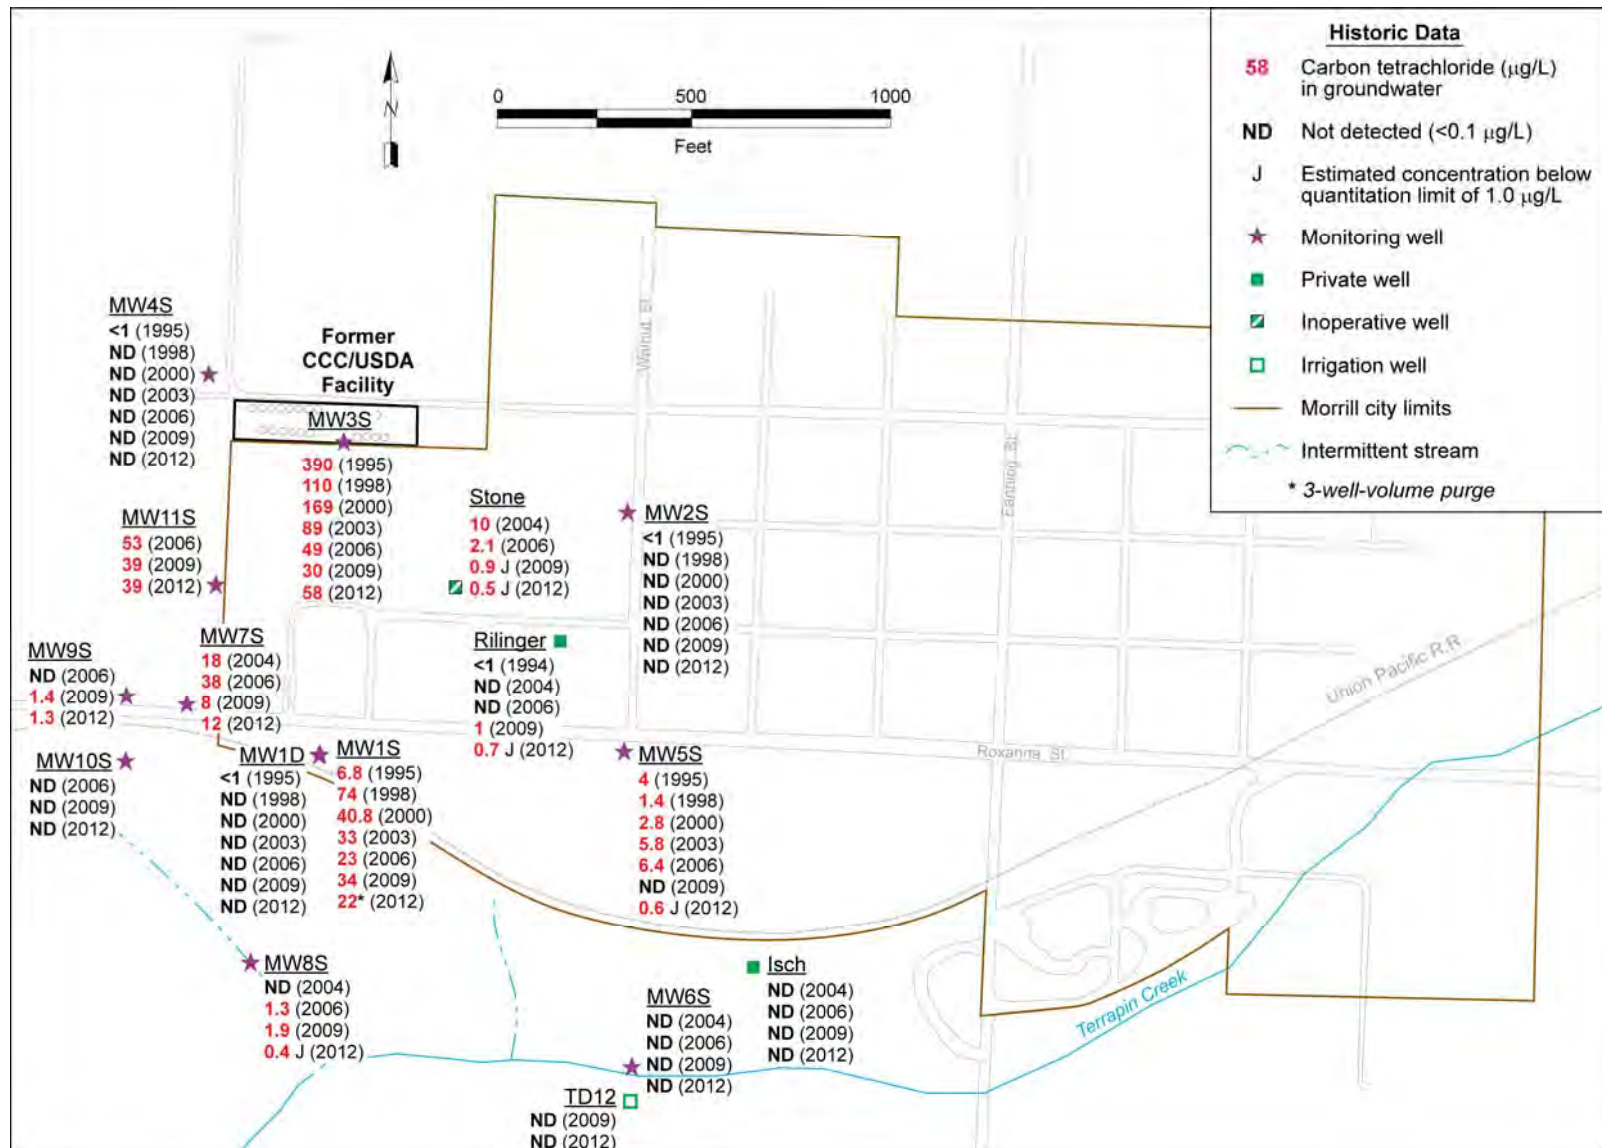 Historic Data
58 Carbon tetrachloride (µg/L)
in groundwater
ND Not detected (<0.1 µg/L)
J Estimated concentration below
quantitation limit of 1.0 µg/L
Monitoring well
Private well
Inoperative well
Irrigation well
Morrill city limits
Intermittent stream
* 3-well-volume purge
N
0 500 1000
Feet
MW4S
<1 (1995)
ND (1998)
ND (2000)
ND (2003)
ND (2006)
ND (2009)
ND (2012)
Former
CCC/USDA
Facility
MW3S
390 (1995)
110 (1998)
169 (2000)
89 (2003)
49 (2006)
30 (2009)
58 (2012)
Walnut St.
Earthing St.
Stone
10 (2004)
2.1 (2006)
0.9 J (2009)
0.5 J (2012)
MW2S
<1 (1995)
ND (1998)
ND (2000)
ND (2003)
ND (2006)
ND (2009)
ND (2012)
MW11S
53 (2006)
39 (2009)
39 (2012)
MW7S
18 (2004)
38 (2006)
8 (2009)
12 (2012)
MW9S
ND (2006)
1.4 (2009)
1.3 (2012)
Rilinger
<1 (1994)
ND (2004)
ND (2006)
1 (2009)
0.7 J (2012)
Union Pacific R.R
Roxanna St.
MW10S
ND (2006)
ND (2009)
ND (2012)
MW1D
<1 (1995)
ND (1998)
ND (2000)
ND (2003)
ND (2006)
ND (2009)
ND (2012)
MW1S
6.8 (1995)
74 (1998)
40.8 (2000)
33 (2003)
23 (2006)
34 (2009)
22* (2012)
MW5S
4 (1995)
1.4 (1998)
2.8 (2000)
5.8 (2003)
6.4 (2006)
ND (2009)
0.6 J (2012)
MW8S
ND (2004)
1.3 (2006)
1.9 (2009)
0.4 J (2012)
Isch
ND (2004)
ND (2006)
ND (2009)
ND (2012)
MW6S
ND (2004)
ND (2006)
ND (2009)
ND (2012)
Terrapin Creek
TD12
ND (2009)
ND (2012)